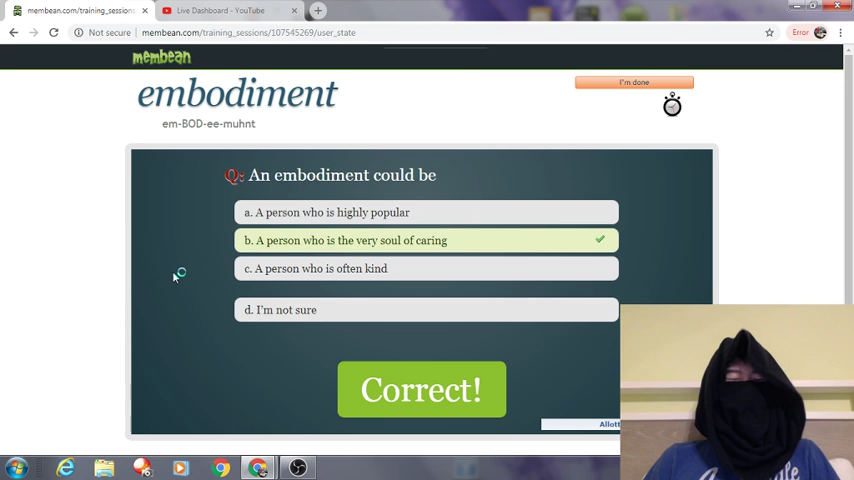 membean.com/training_sessions
Live Dashboard - YouTube
Not secure
membean.com/training_sessions/107545269/user_state
Error
membean
embodiment
I'm done
em-BOD-ee-muhnt
Q: An embodiment could be
a. A person who is highly popular
b. A person who is the very soul of caring
c. A person who is often kind
d. I'm not sure
Correct!
Allott